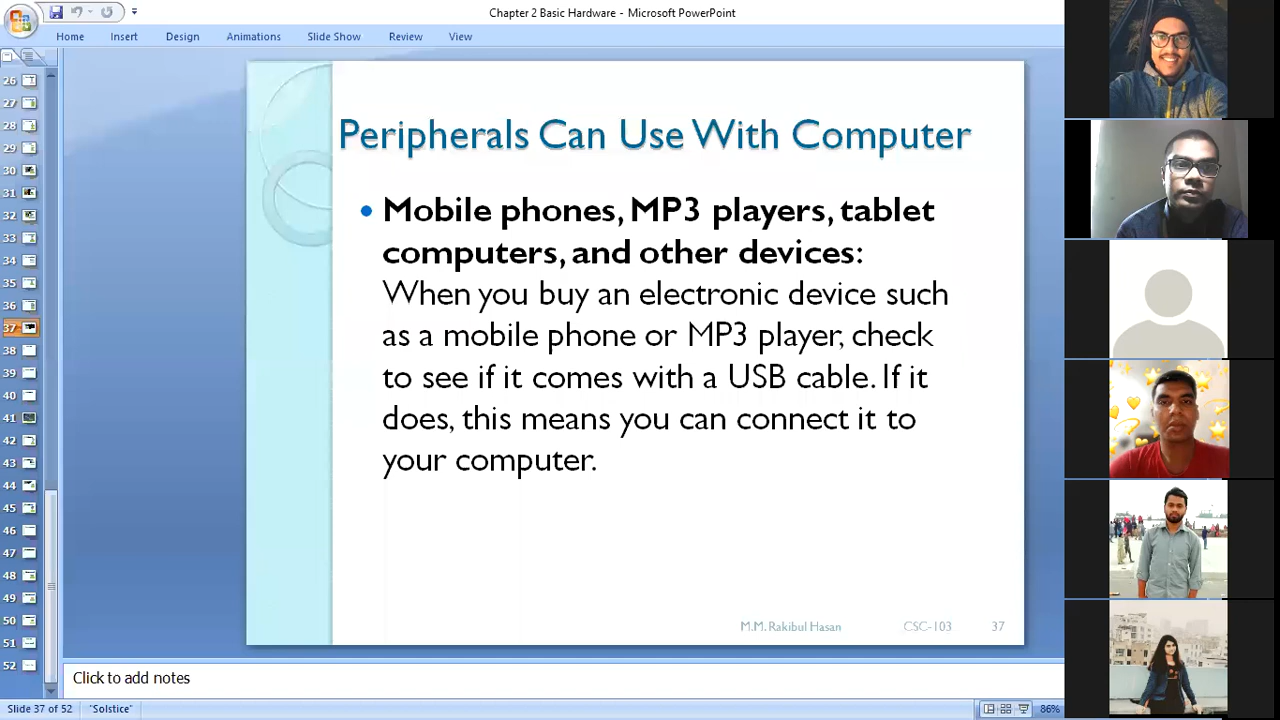 Chapter 2 Basic Hardware - Microsoft PowerPoint
Home Insert Design Animations Slide Show Review View
26
27
28
29
30
31
32
33
34
35
36
37
38
39
40
41
42
43
44
45
46
47
48
49
50
51
52
Peripherals Can Use With Computer
• Mobile phones, MP3 players, tablet
computers, and other devices:
When you buy an electronic device such
as a mobile phone or MP3 player, check
to see if it comes with a USB cable. If it
does, this means you can connect it to
your computer.
M.M. Rakibul Hasan CSC-103 37
Click to add notes
Slide 37 of 52 "Solstice" 86%